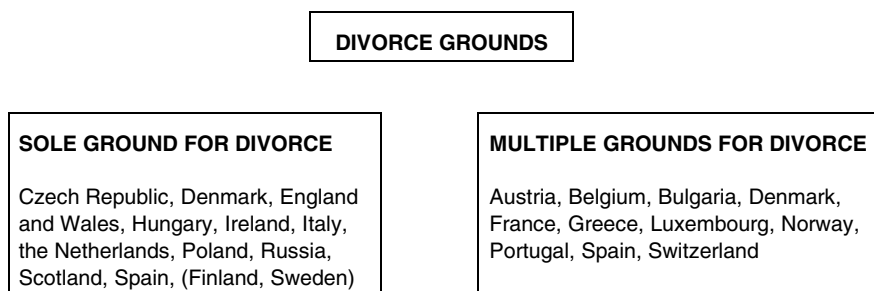 DIVORCE GROUNDS
SOLE GROUND FOR DIVORCE
Czech Republic, Denmark, England
and Wales, Hungary, Ireland, Italy,
the Netherlands, Poland, Russia,
Scotland, Spain, (Finland, Sweden)
MULTIPLE GROUNDS FOR DIVORCE
Austria, Belgium, Bulgaria, Denmark,
France, Greece, Luxembourg, Norway,
Portugal, Spain, Switzerland